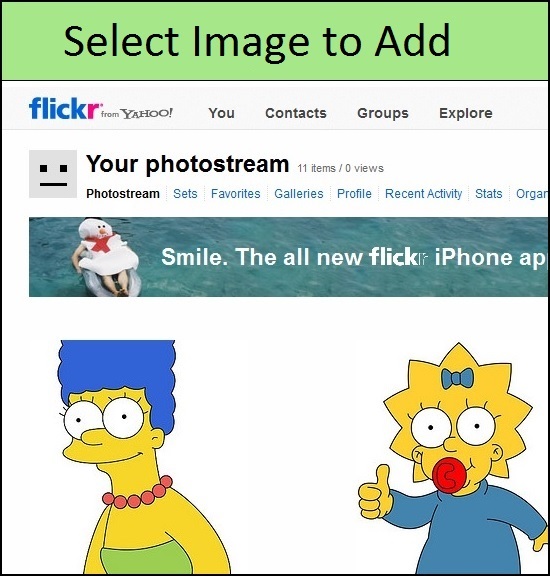 Select Image to Add
flickr from YAHOO! You Contacts Groups Explore
Your photostream 11 items / 0 views
Photostream Sets Favorites Galleries Profile Recent Activity Stats Organ
Smile. The all new flickr iPhone ap